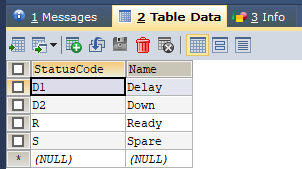 1 Messages 2 Table Data 3 Info
StatusCode Name
D1 Delay
D2 Down
R Ready
S Spare
* (NULL) (NULL)